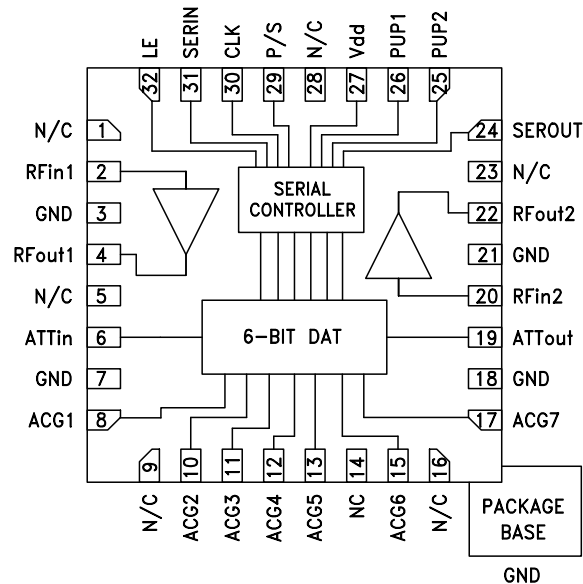 LE
SERIN
CLK
P/S
N/C
Vdd
PUP1
PUP2
32
31
30
29
28
27
26
25
N/C 1
RFin1 2
GND 3
RFout1 4
N/C 5
ATTin 6
GND 7
ACG1 8
SERIAL
CONTROLLER
6-BIT DAT
24 SEROUT
23 N/C
22 RFout2
21 GND
20 RFin2
19 ATTout
18 GND
17 ACG7
9
10
11
12
13
14
15
16
N/C
ACG2
ACG3
ACG4
ACG5
NC
ACG6
N/C
PACKAGE
BASE
GND